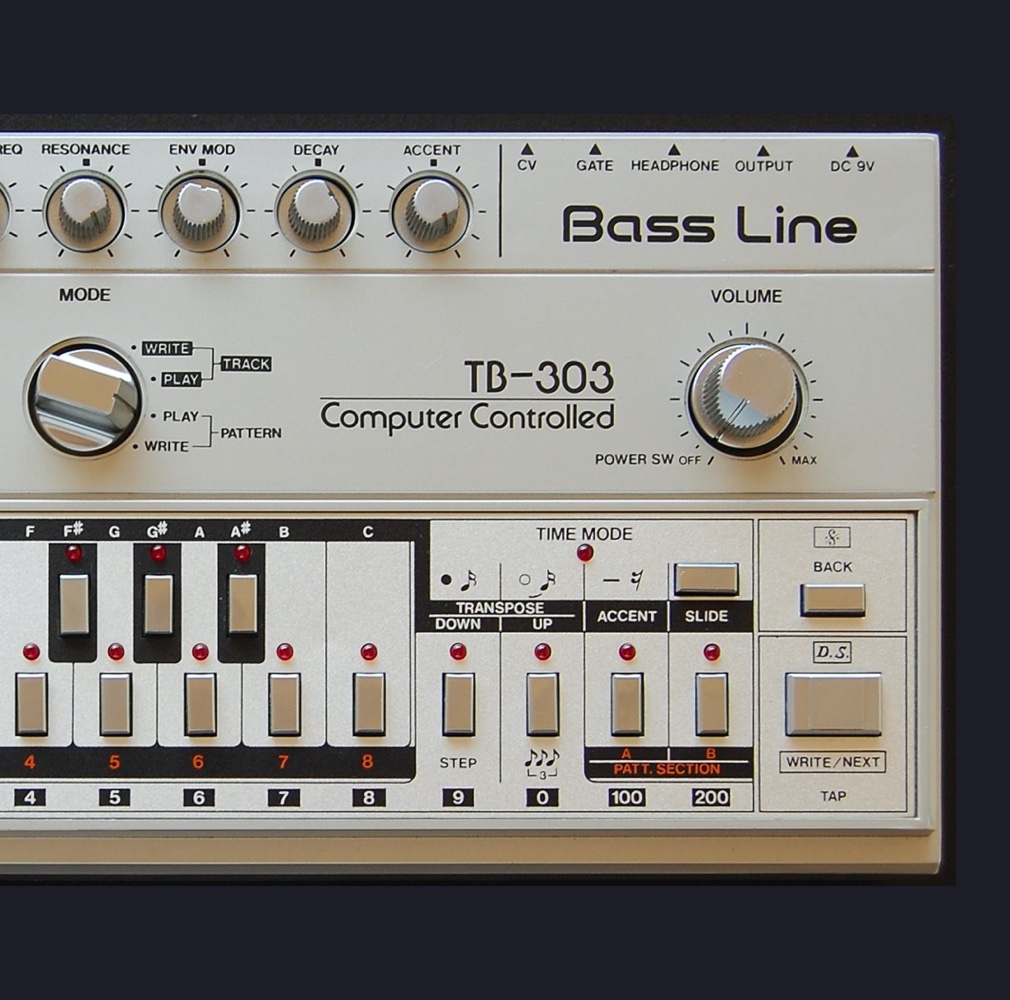 REQ RESONANCE ENV MOD DECAY ACCENT
CV GATE HEADPHONE OUTPUT DC 9V
Bass Line
MODE
WRITE
TRACK
PLAY
PLAY
PATTERN
WRITE
TB-303
Computer Controlled
VOLUME
POWER SW OFF MAX
F F# G G# A A# B C
TIME MODE
TRANSPOSE
DOWN UP ACCENT SLIDE
BACK
D.S.
4 5 6 7 8
STEP
3
A B
PATT. SECTION
WRITE/NEXT
4 5 6 7 8 9 0 100 200
TAP